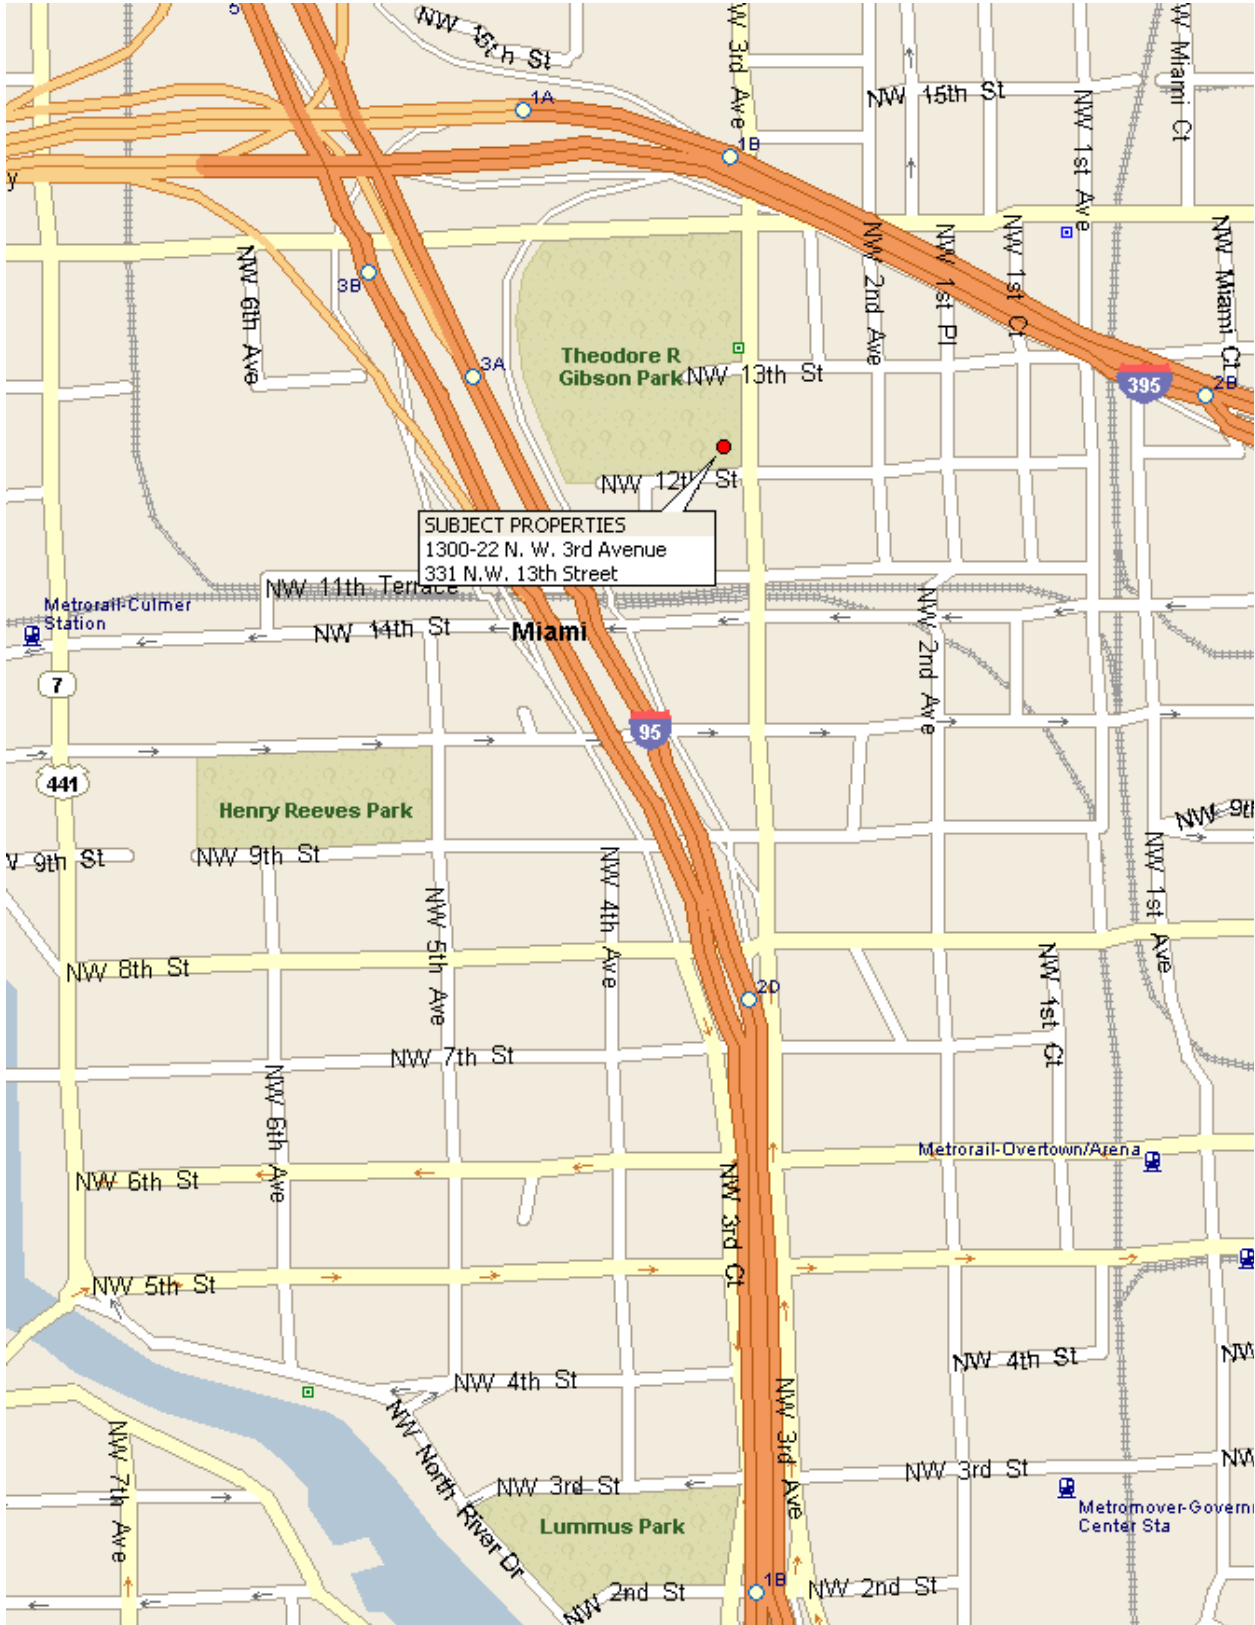 5
NW 15th St
NW 3rd Ave
NW Miami Ct
1A
NW 15th St
NW 1st Ave
1B
y
NW 6th Ave
NW 2nd Ave
NW 1st Pl
NW 1st Ct
NW Miami Ct
3B
Theodore R
Gibson Park
3A
NW 13th St
395
2B
NW 12th St
SUBJECT PROPERTIES
1300-22 N. W. 3rd Avenue
331 N.W. 13th Street
NW 11th Terrace
Metrorail-Culmer
Station
NW 11th St
Miami
NW 2nd Ave
7
95
441
Henry Reeves Park
NW 9th
W 9th St
NW 9th St
NW 4th Ave
NW 1st Ave
NW 5th Ave
NW 8th St
NW 1st Ct
2D
NW 7th St
NW 6th Ave
Metrorail-Overtown/Arena
NW 6th St
NW 3rd Ct
NW 5th St
NW 4th St
NW
NW 4th St
NW 3rd Ave
NW North River Dr
NW 7th Ave
NW 3rd St
NW
NW 3rd St
Metromover-Governm
Center Sta
Lummus Park
1B
NW 2nd St
NW 2nd St